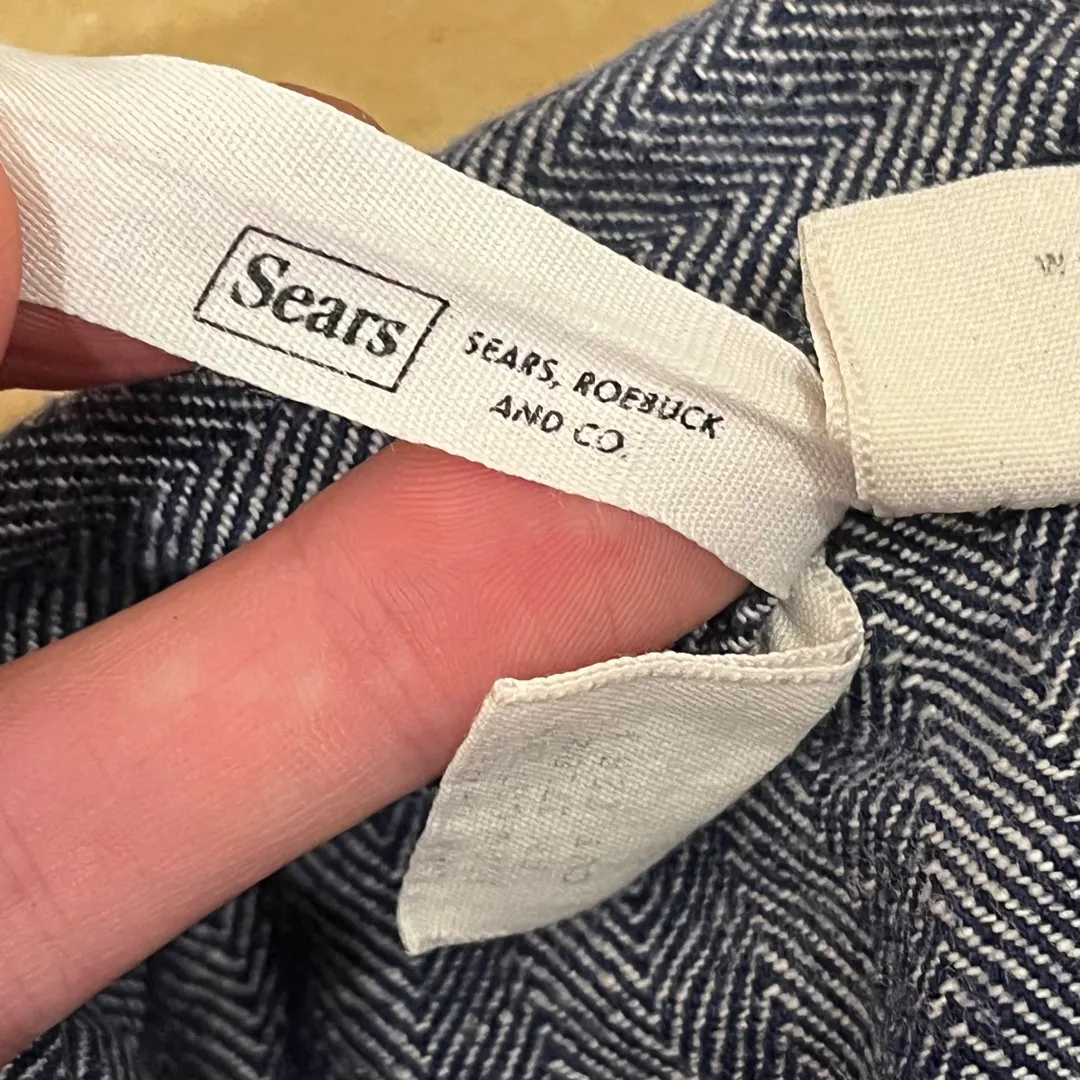 Sears
SEARS, ROEBUCK
AND CO.
W